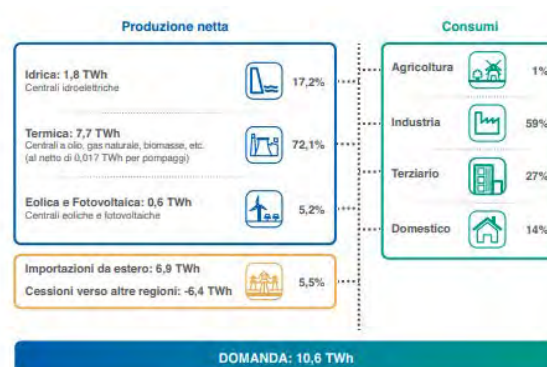 Produzione netta
Idrica: 1,8 TWh
Centrali idroelettriche
17,2%
Termica: 7,7 TWh
Centrali a olio, gas naturale, biomasse, etc.
(al netto di 0,017 TWh per pompaggi)
72,1%
Eolica e Fotovoltaica: 0,6 TWh
Centrali eoliche e fotovoltaiche
5,2%
Importazioni da estero: 6,9 TWh
Cessioni verso altre regioni: -6,4 TWh
5,5%
Consumi
Agricoltura
1%
Industria
59%
Terziario
27%
Domestico
14%
DOMANDA: 10,6 TWh